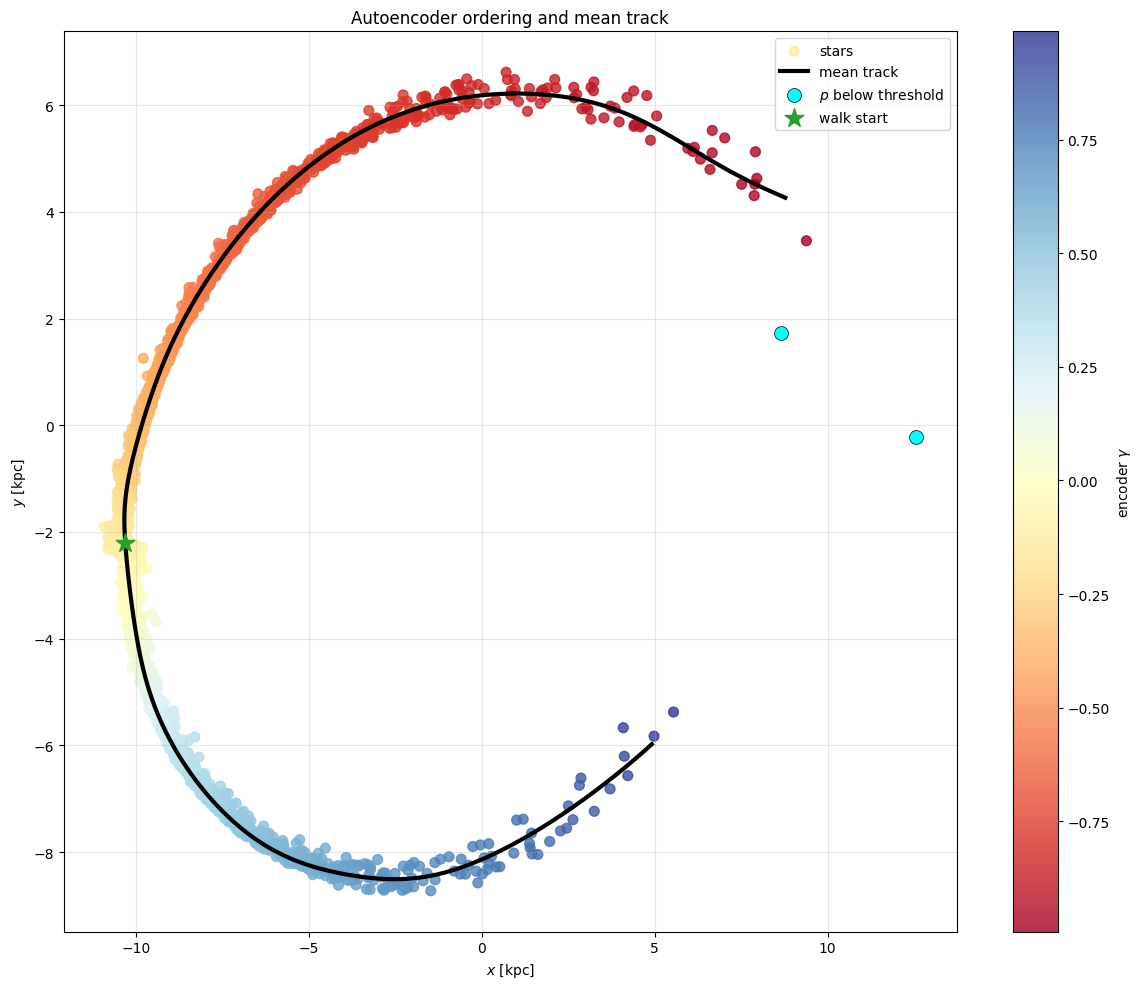 Autoencoder ordering and mean track
stars
mean track
p below threshold
walk start
6
4
2
0
−2
−4
−6
−8
y [kpc]
−10
−5
0
5
10
x [kpc]
0.75
0.50
0.25
0.00
−0.25
−0.50
−0.75
encoder γ